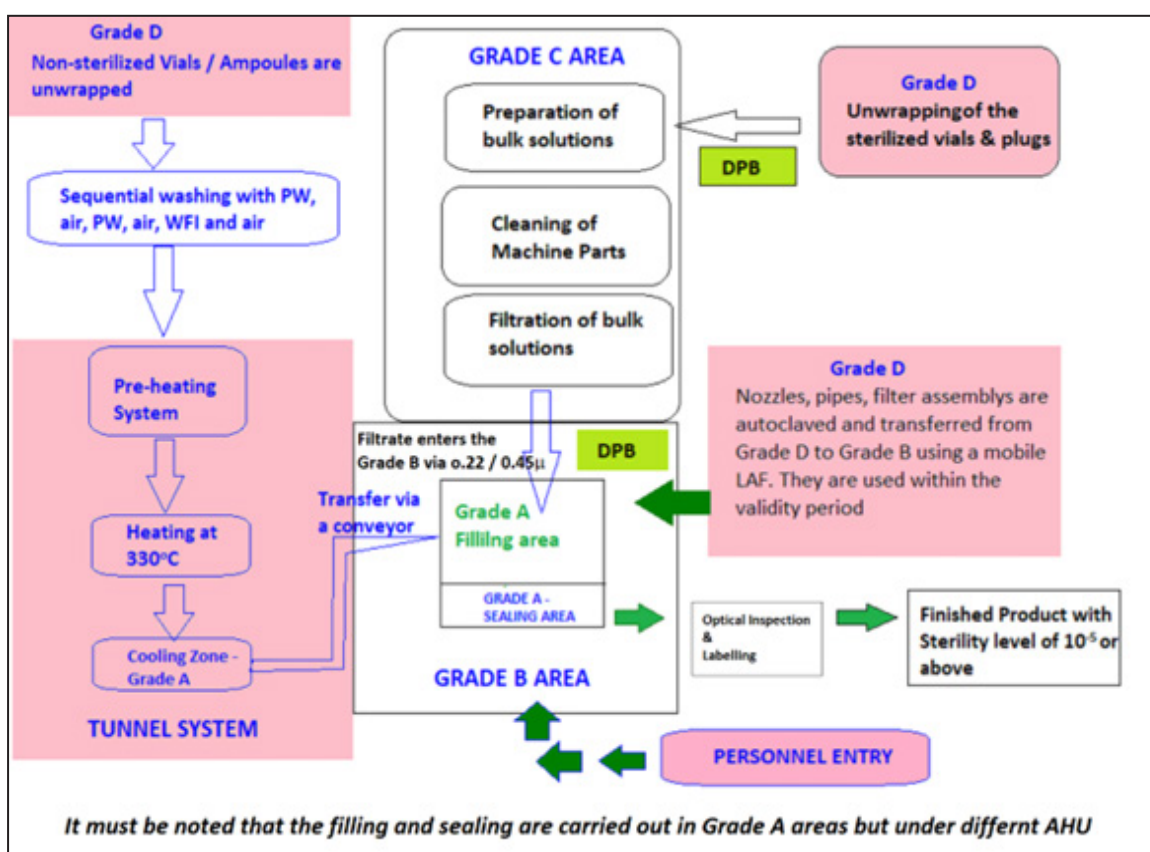 Grade D
Non-sterilized Vials / Ampoules are
unwrapped
Sequential washing with PW,
air, PW, air, WFI and air
Pre-heating
System
Heating at
330°C
Cooling Zone -
Grade A
TUNNEL SYSTEM
Transfer via
a conveyor
GRADE C AREA
Preparation of
bulk solutions
Cleaning of
Machine Parts
Filtration of bulk
solutions
Grade D
Unwrappingof the
sterilized vials & plugs
DPB
Filtrate enters the
Grade B via o.22 / 0.45µ
DPB
Grade A
Fillilng area
GRADE A -
SEALING AREA
GRADE B AREA
Grade D
Nozzles, pipes, filter assemblys are
autoclaved and transferred from
Grade D to Grade B using a mobile
LAF. They are used within the
validity period
Optical Inspection
&
Labelling
Finished Product with
Sterility level of 10⁻⁵ or
above
PERSONNEL ENTRY
It must be noted that the filling and sealing are carried out in Grade A areas but under differnt AHU